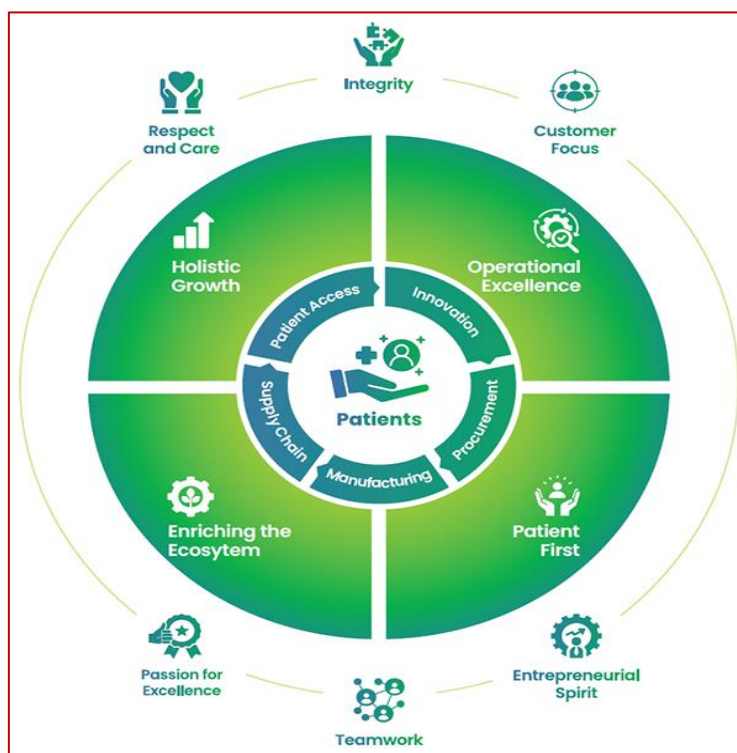 Integrity
Respect
and Care
Customer
Focus
Holistic
Growth
Operational
Excellence
Patient Access
Innovation
Patients
Supply Chain
Procurement
Manufacturing
Enriching the
Ecosytem
Patient
First
Passion for
Excellence
Entrepreneurial
Spirit
Teamwork